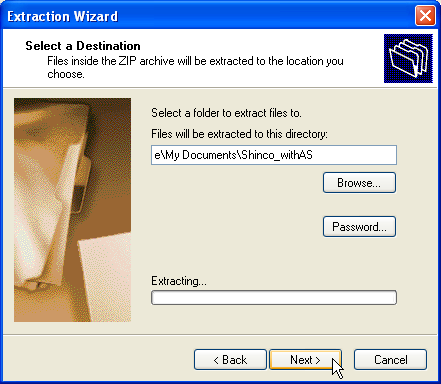 Extraction Wizard
Select a Destination
Files inside the ZIP archive will be extracted to the location you
choose.
Select a folder to extract files to.
Files will be extracted to this directory:
e\My Documents\Shinco_withAS
Browse...
Password...
Extracting...
< Back
Next >
Cancel